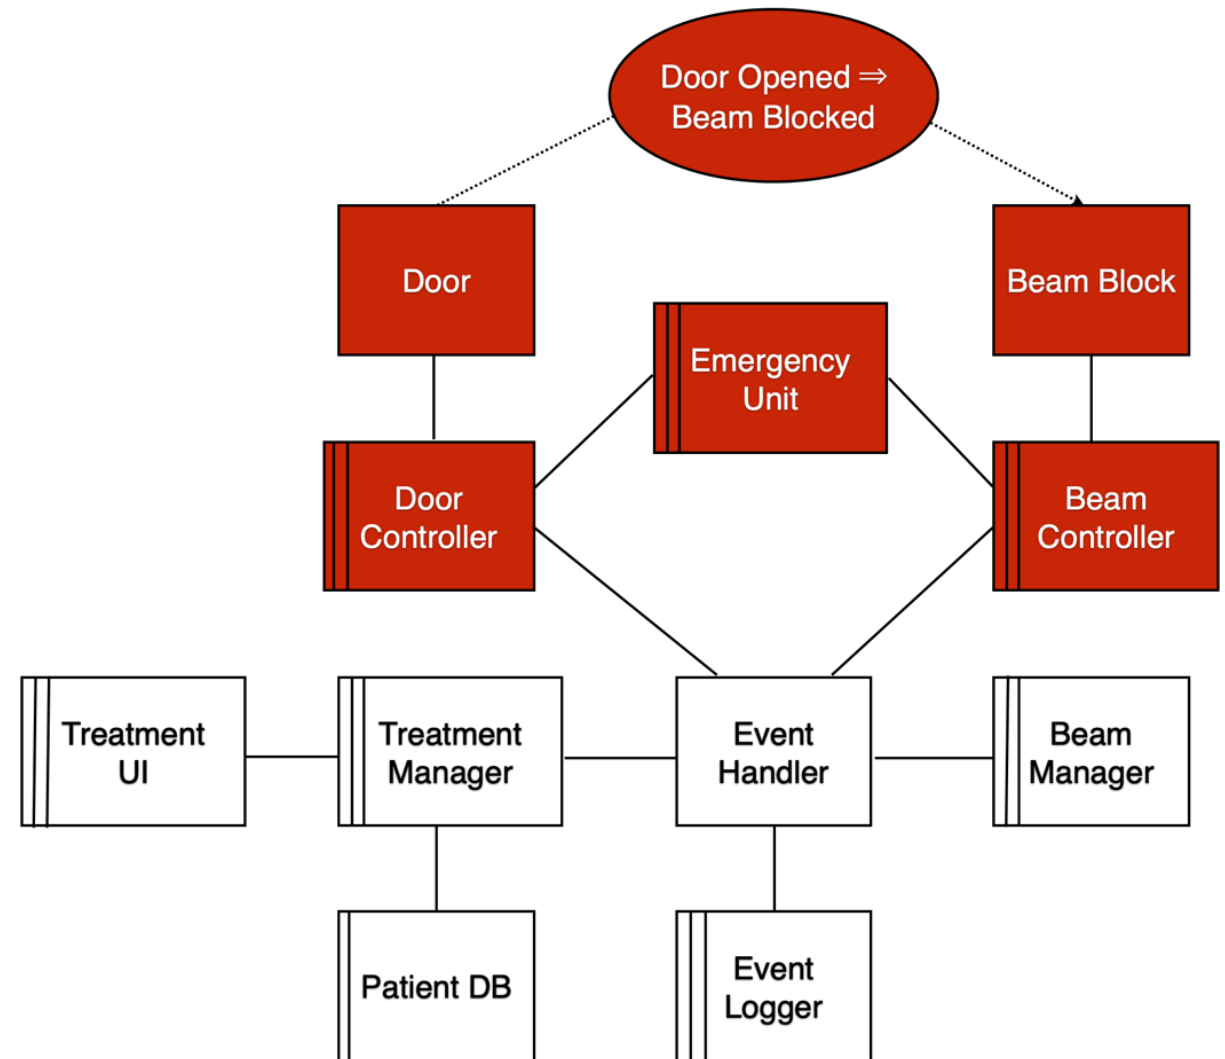 Door Opened ⇒
Beam Blocked
Door
Beam Block
Emergency
Unit
Door
Controller
Beam
Controller
Treatment
UI
Treatment
Manager
Event
Handler
Beam
Manager
Patient DB
Event
Logger